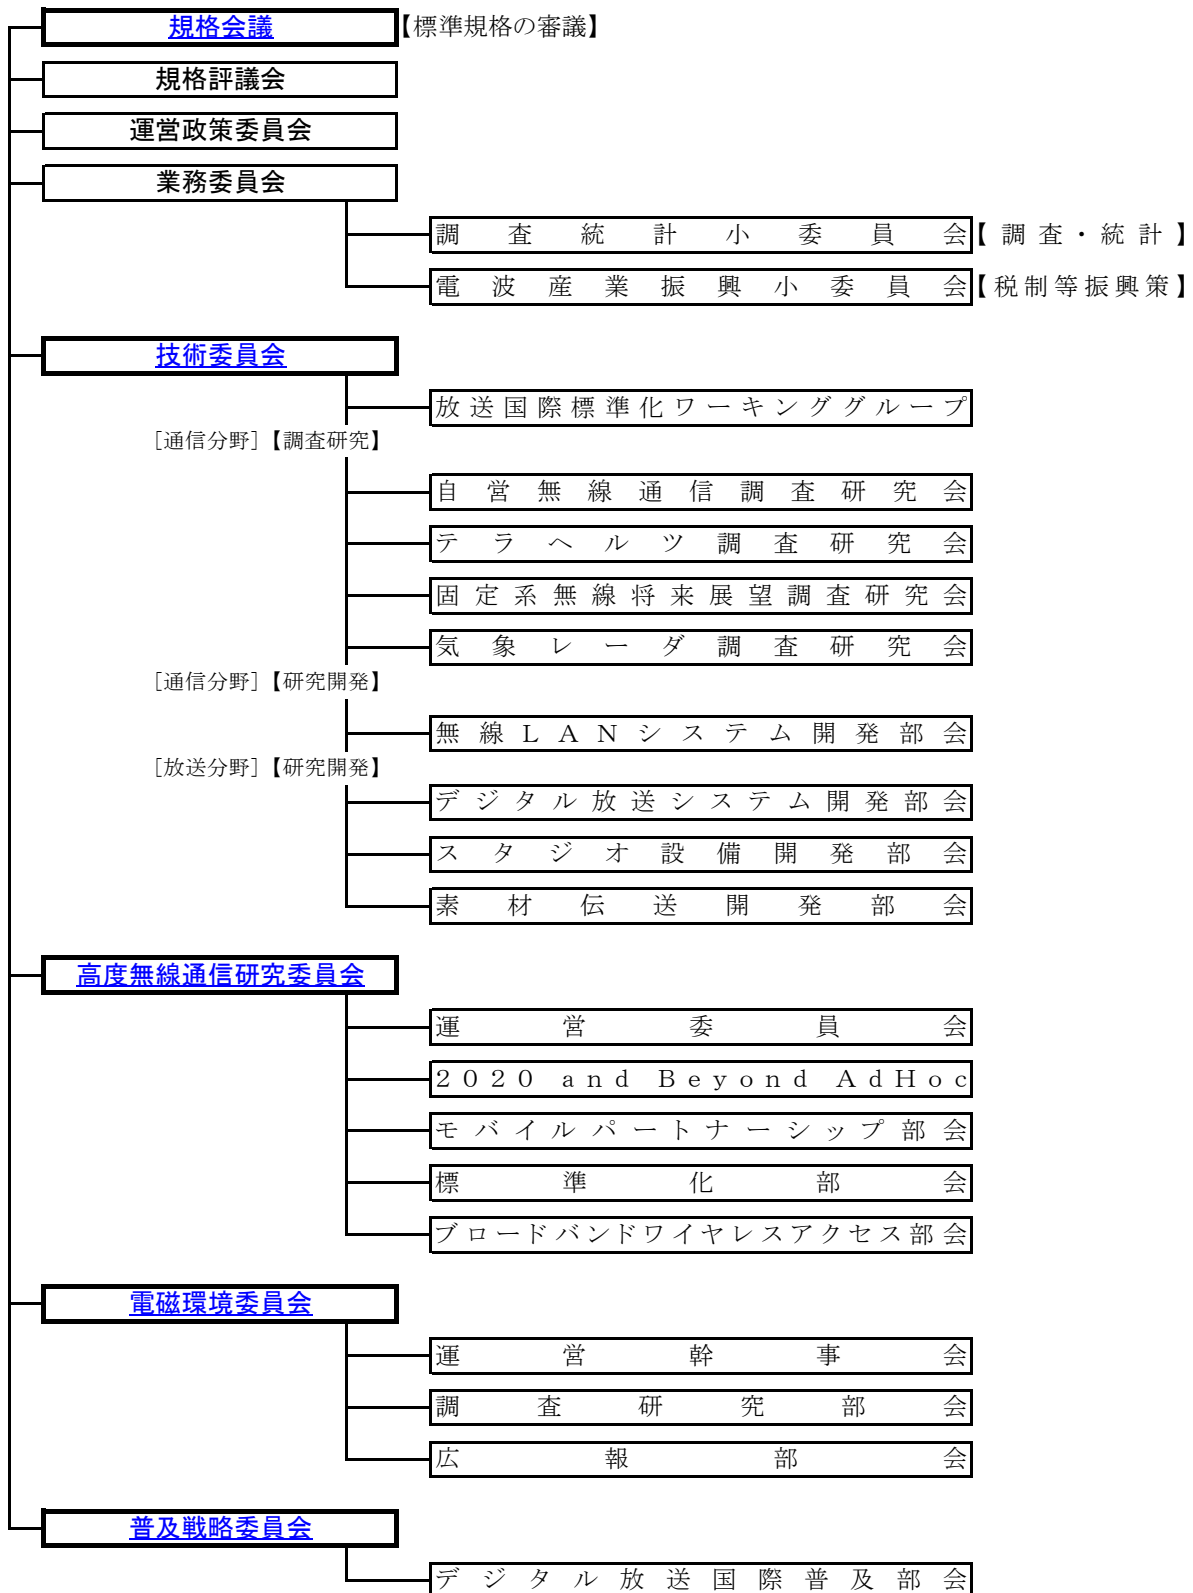 規格会議【標準規格の審議】
規格評議会
運営政策委員会
業務委員会
調査統計小委員会【調査・統計】
電波産業振興小委員会【税制等振興策】
技術委員会
放送国際標準化ワーキンググループ
［通信分野］【調査研究】
自営無線通信調査研究会
テラヘルツ調査研究会
固定系無線将来展望調査研究会
気象レーダ調査研究会
［通信分野］【研究開発】
無線LANシステム開発部会
［放送分野］【研究開発】
デジタル放送システム開発部会
スタジオ設備開発部会
素材伝送開発部会
高度無線通信研究委員会
運営委員会
2020 and Beyond AdHoc
モバイルパートナーシップ部会
標準化部会
ブロードバンドワイヤレスアクセス部会
電磁環境委員会
運営幹事会
調査研究部会
広報部会
普及戦略委員会
デジタル放送国際普及部会